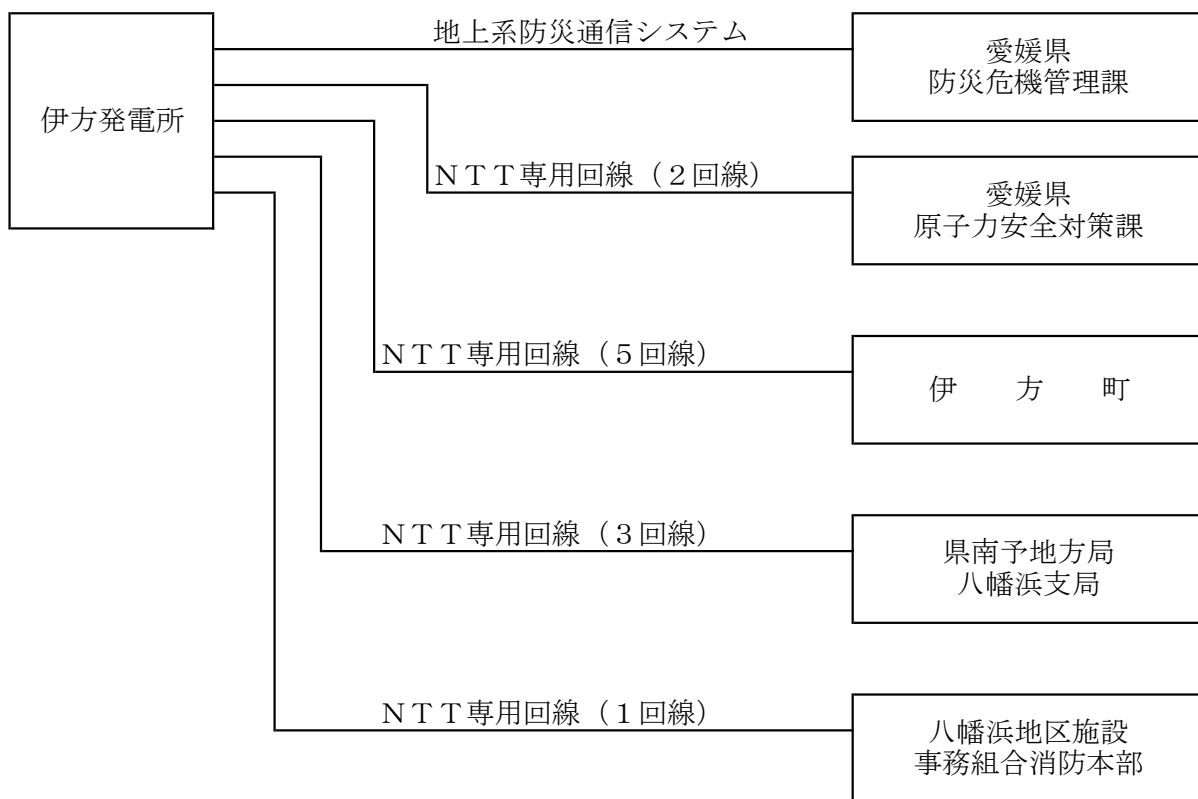 地上系防災通信システム
愛媛県
防災危機管理課
伊方発電所
ＮＴＴ専用回線（２回線）
愛媛県
原子力安全対策課
ＮＴＴ専用回線（５回線）
伊　方　町
ＮＴＴ専用回線（３回線）
県南予地方局
八幡浜支局
ＮＴＴ専用回線（１回線）
八幡浜地区施設
事務組合消防本部